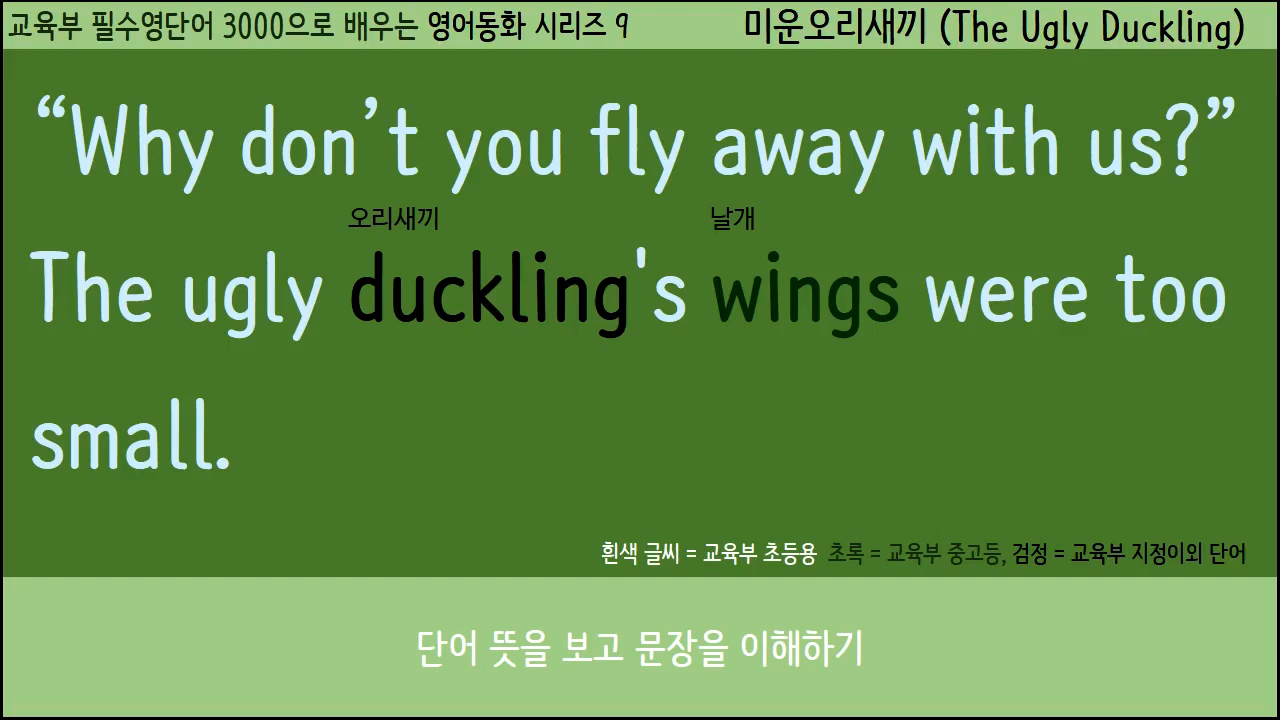 교육부 필수영단어 3000으로 배우는 영어동화 시리즈 9
미운오리새끼 (The Ugly Duckling)
“Why don’t you fly away with us?”
오리새끼 날개
The ugly duckling's wings were too
small.
흰색 글씨 = 교육부 초등용 초록 = 교육부 중고등, 검정 = 교육부 지정이외 단어
단어 뜻을 보고 문장을 이해하기